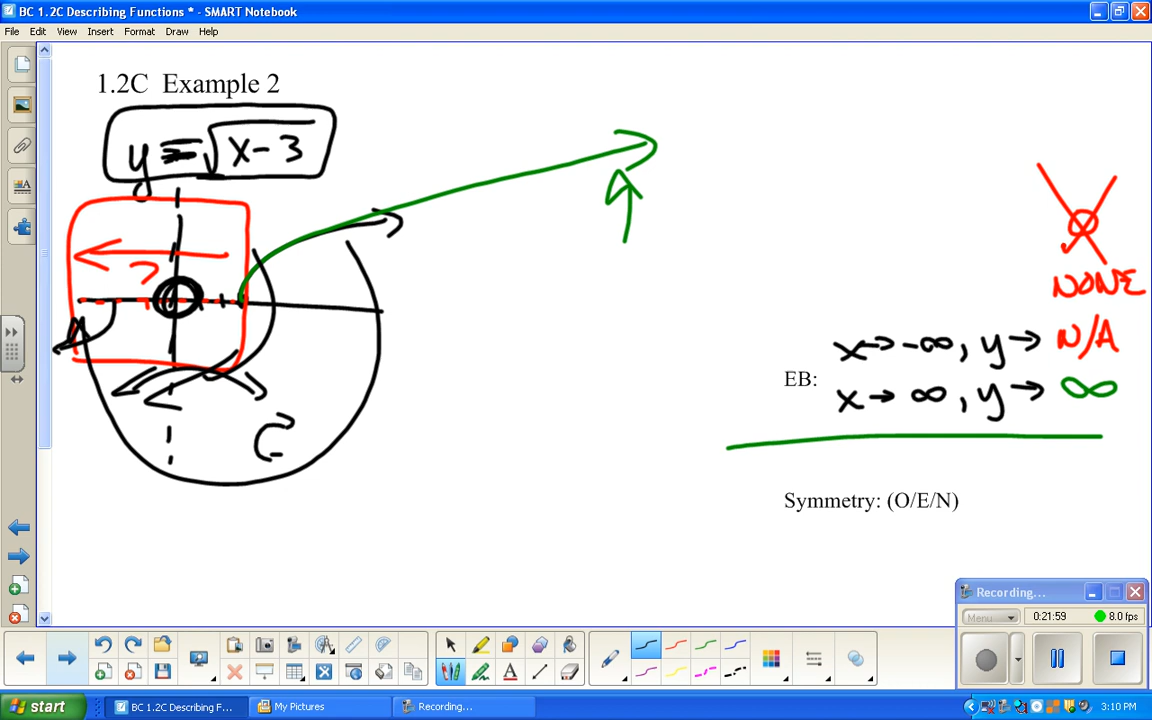 BC 1.2C Describing Functions * - SMART Notebook
File Edit View Insert Format Draw Help
1.2C Example 2
y = √x-3
?
NONE
x→-∞, y→ N/A
EB:
x→ ∞, y→ ∞
Symmetry: (O/E/N)
Recording...
Menu
0:21:59
8.0 fps
start
BC 1.2C Describing F...
My Pictures
Recording...
3:10 PM